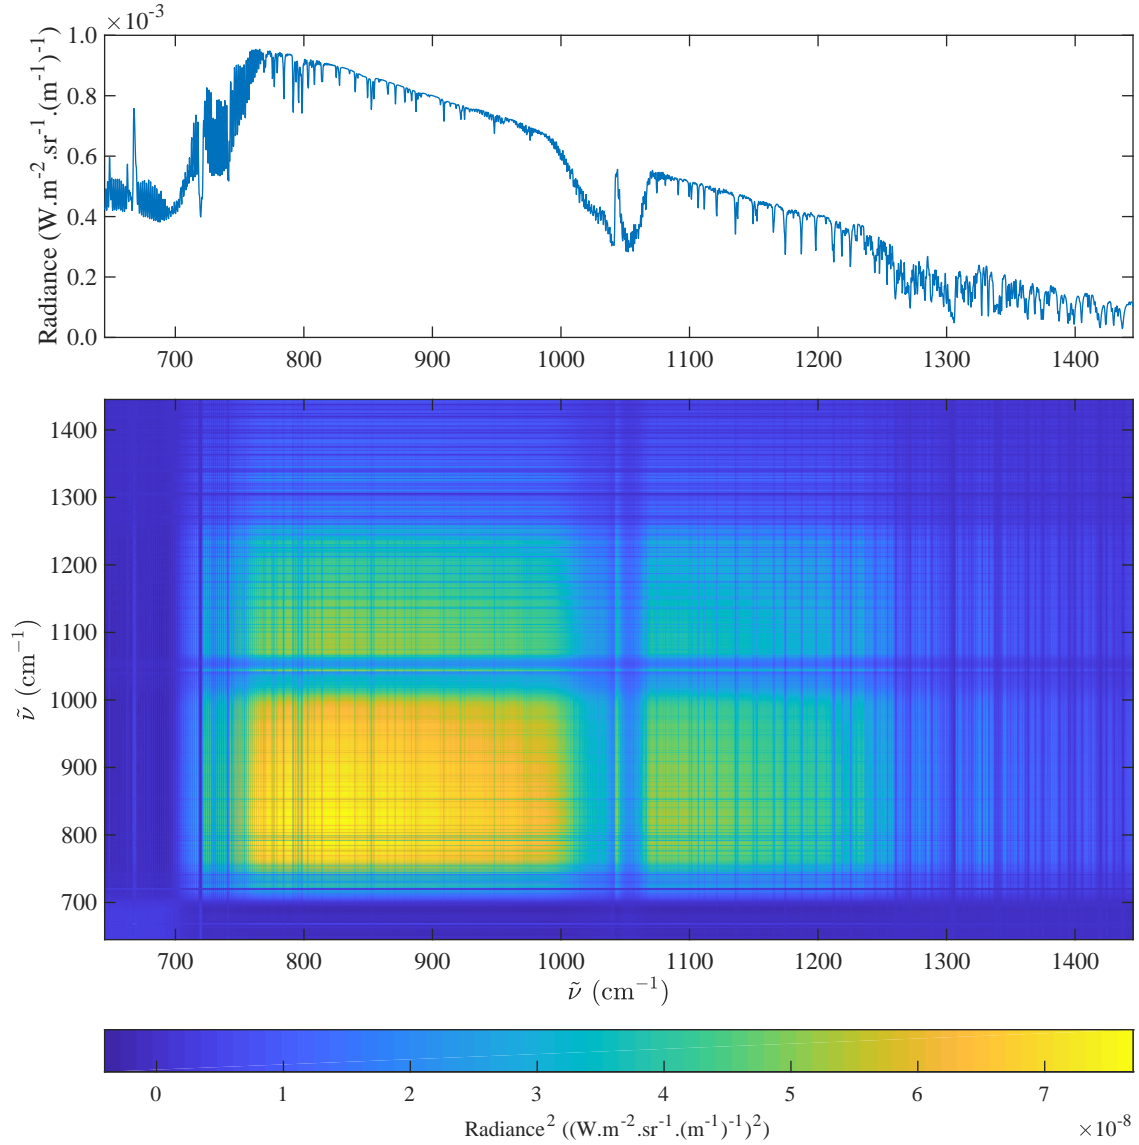 ×10⁻³
1.0
0.8
0.6
0.4
0.2
0.0
Radiance (W.m⁻².sr⁻¹.(m⁻¹)⁻¹)
700 800 900 1000 1100 1200 1300 1400
1400
1300
1200
1100
1000
900
800
700
ν̃ (cm⁻¹)
700 800 900 1000 1100 1200 1300 1400
ν̃ (cm⁻¹)
0 1 2 3 4 5 6 7
Radiance² ((W.m⁻².sr⁻¹.(m⁻¹)⁻¹)²)
×10⁻⁸